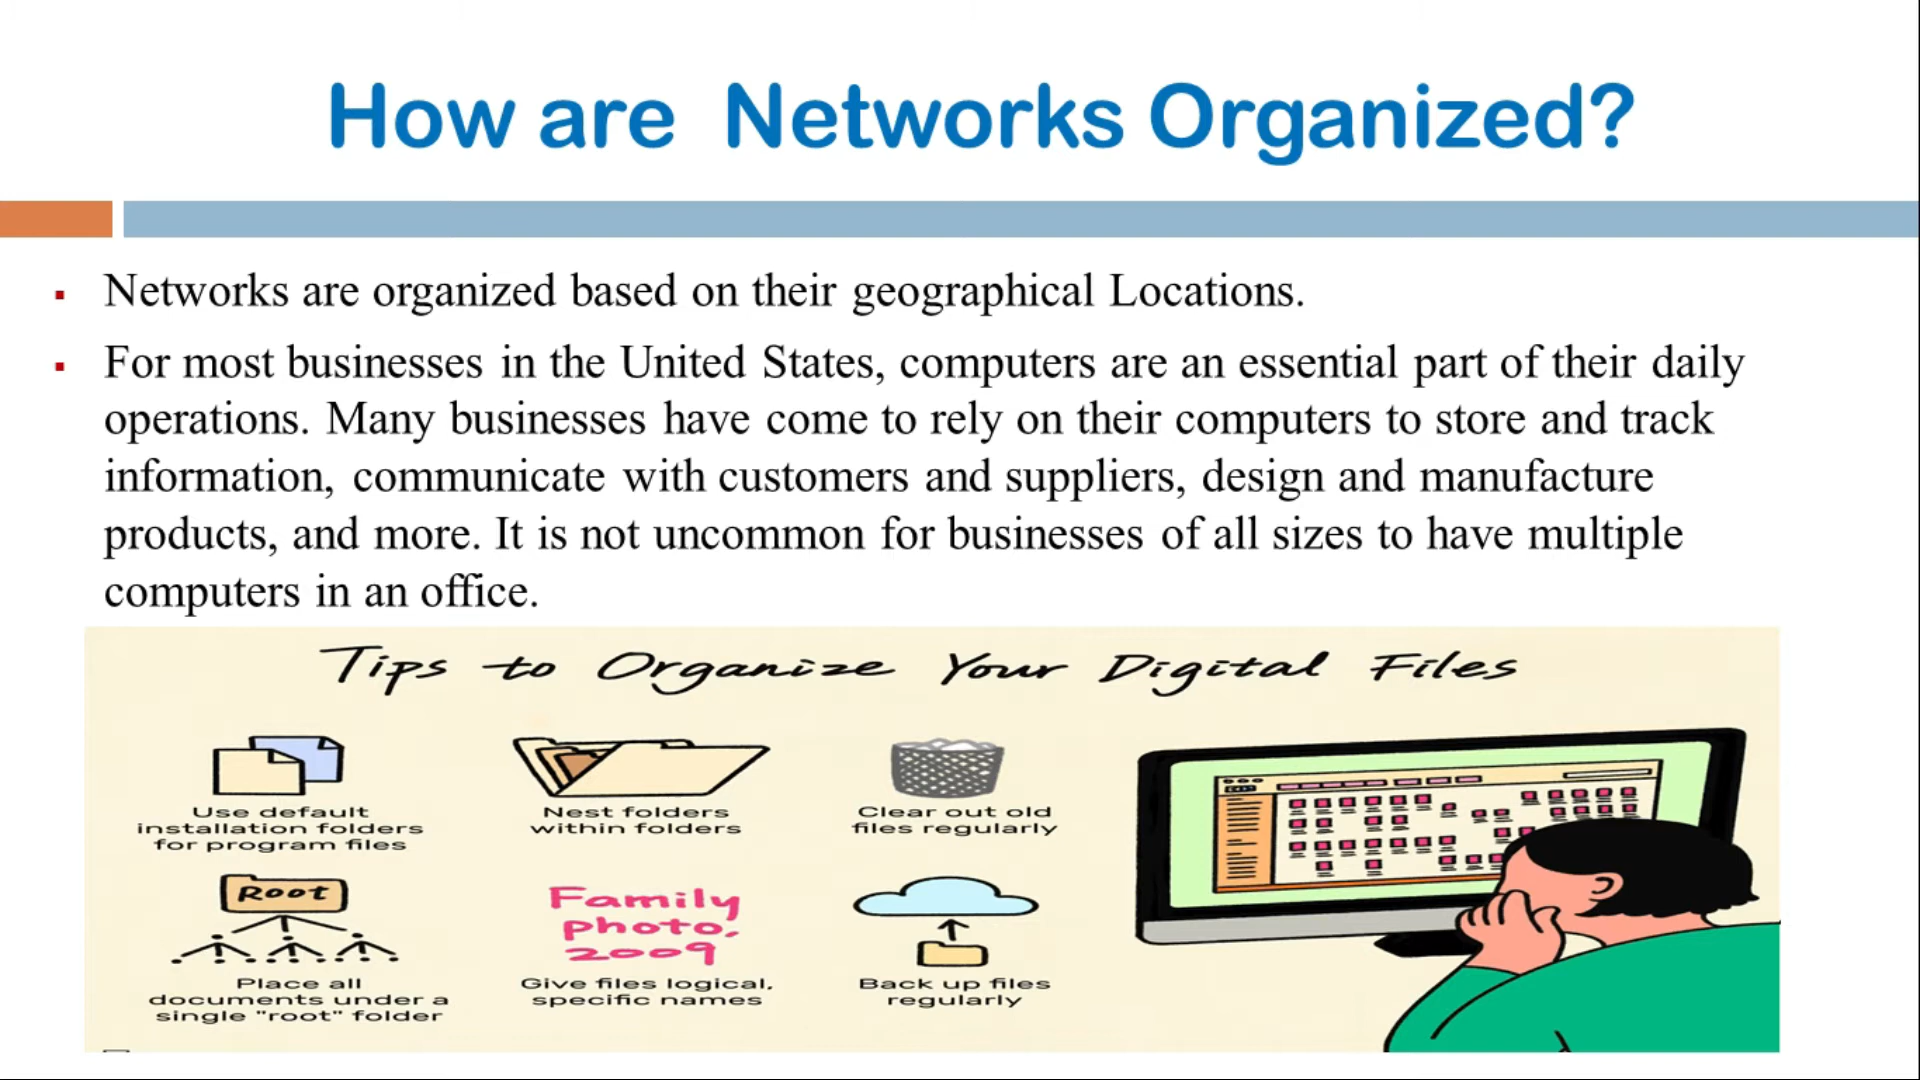 How are Networks Organized?
Networks are organized based on their geographical Locations.
For most businesses in the United States, computers are an essential part of their daily
operations. Many businesses have come to rely on their computers to store and track
information, communicate with customers and suppliers, design and manufacture
products, and more. It is not uncommon for businesses of all sizes to have multiple
computers in an office.
Tips to Organize Your Digital Files
Use default
installation folders
for program files
Nest folders
within folders
Clear out old
files regularly
Root
Place all
documents under a
single "root" folder
Family
photo,
2009
Give files logical,
specific names
Back up files
regularly